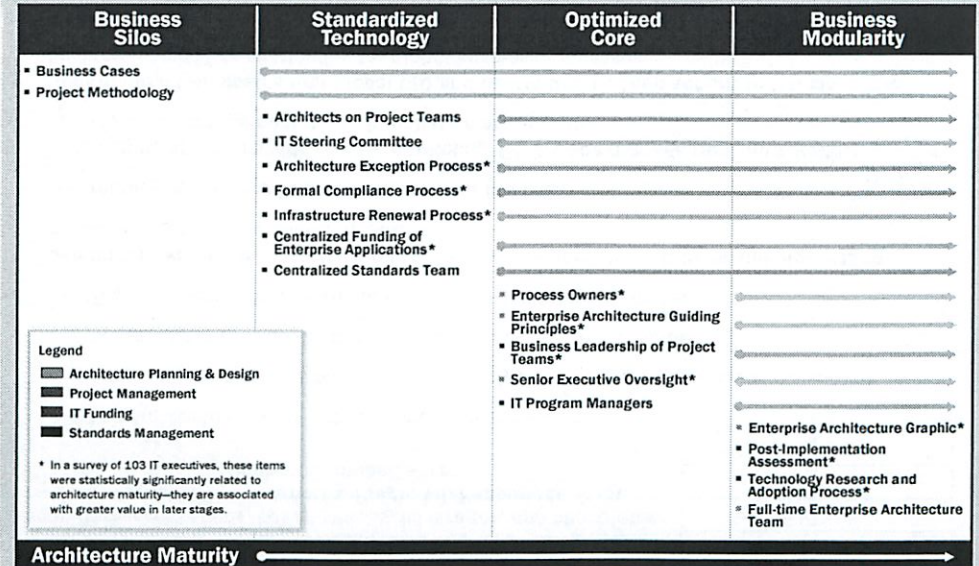 Business Silos
Standardized Technology
Optimized Core
Business Modularity
▪ Business Cases
▪ Project Methodology
▪ Architects on Project Teams
▪ IT Steering Committee
▪ Architecture Exception Process*
▪ Formal Compliance Process*
▪ Infrastructure Renewal Process*
▪ Centralized Funding of
Enterprise Applications*
▪ Centralized Standards Team
▪ Process Owners*
▪ Enterprise Architecture Guiding
Principles*
▪ Business Leadership of Project
Teams*
▪ Senior Executive Oversight*
▪ IT Program Managers
▪ Enterprise Architecture Graphic*
▪ Post-Implementation
Assessment*
▪ Technology Research and
Adoption Process*
▪ Full-time Enterprise Architecture
Team
Legend
Architecture Planning & Design
Project Management
IT Funding
Standards Management
* In a survey of 103 IT executives, these items
were statistically significantly related to
architecture maturity—they are associated
with greater value in later stages.
Architecture Maturity